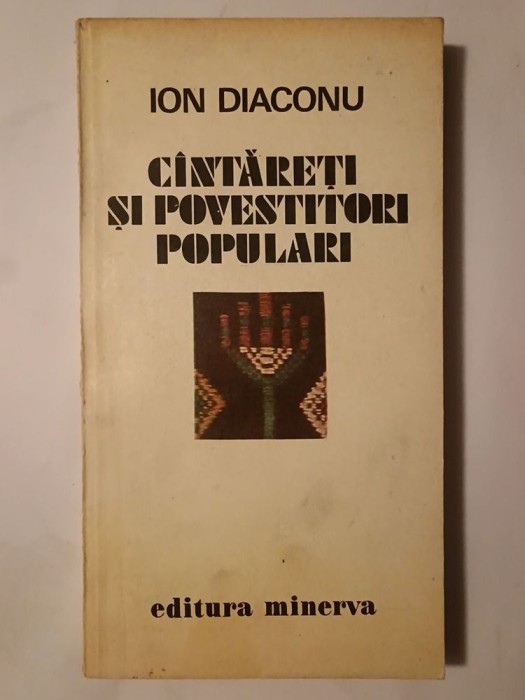 ION DIACONU
CÎNTĂREȚI
ȘI POVESTITORI
POPULARI
editura minerva